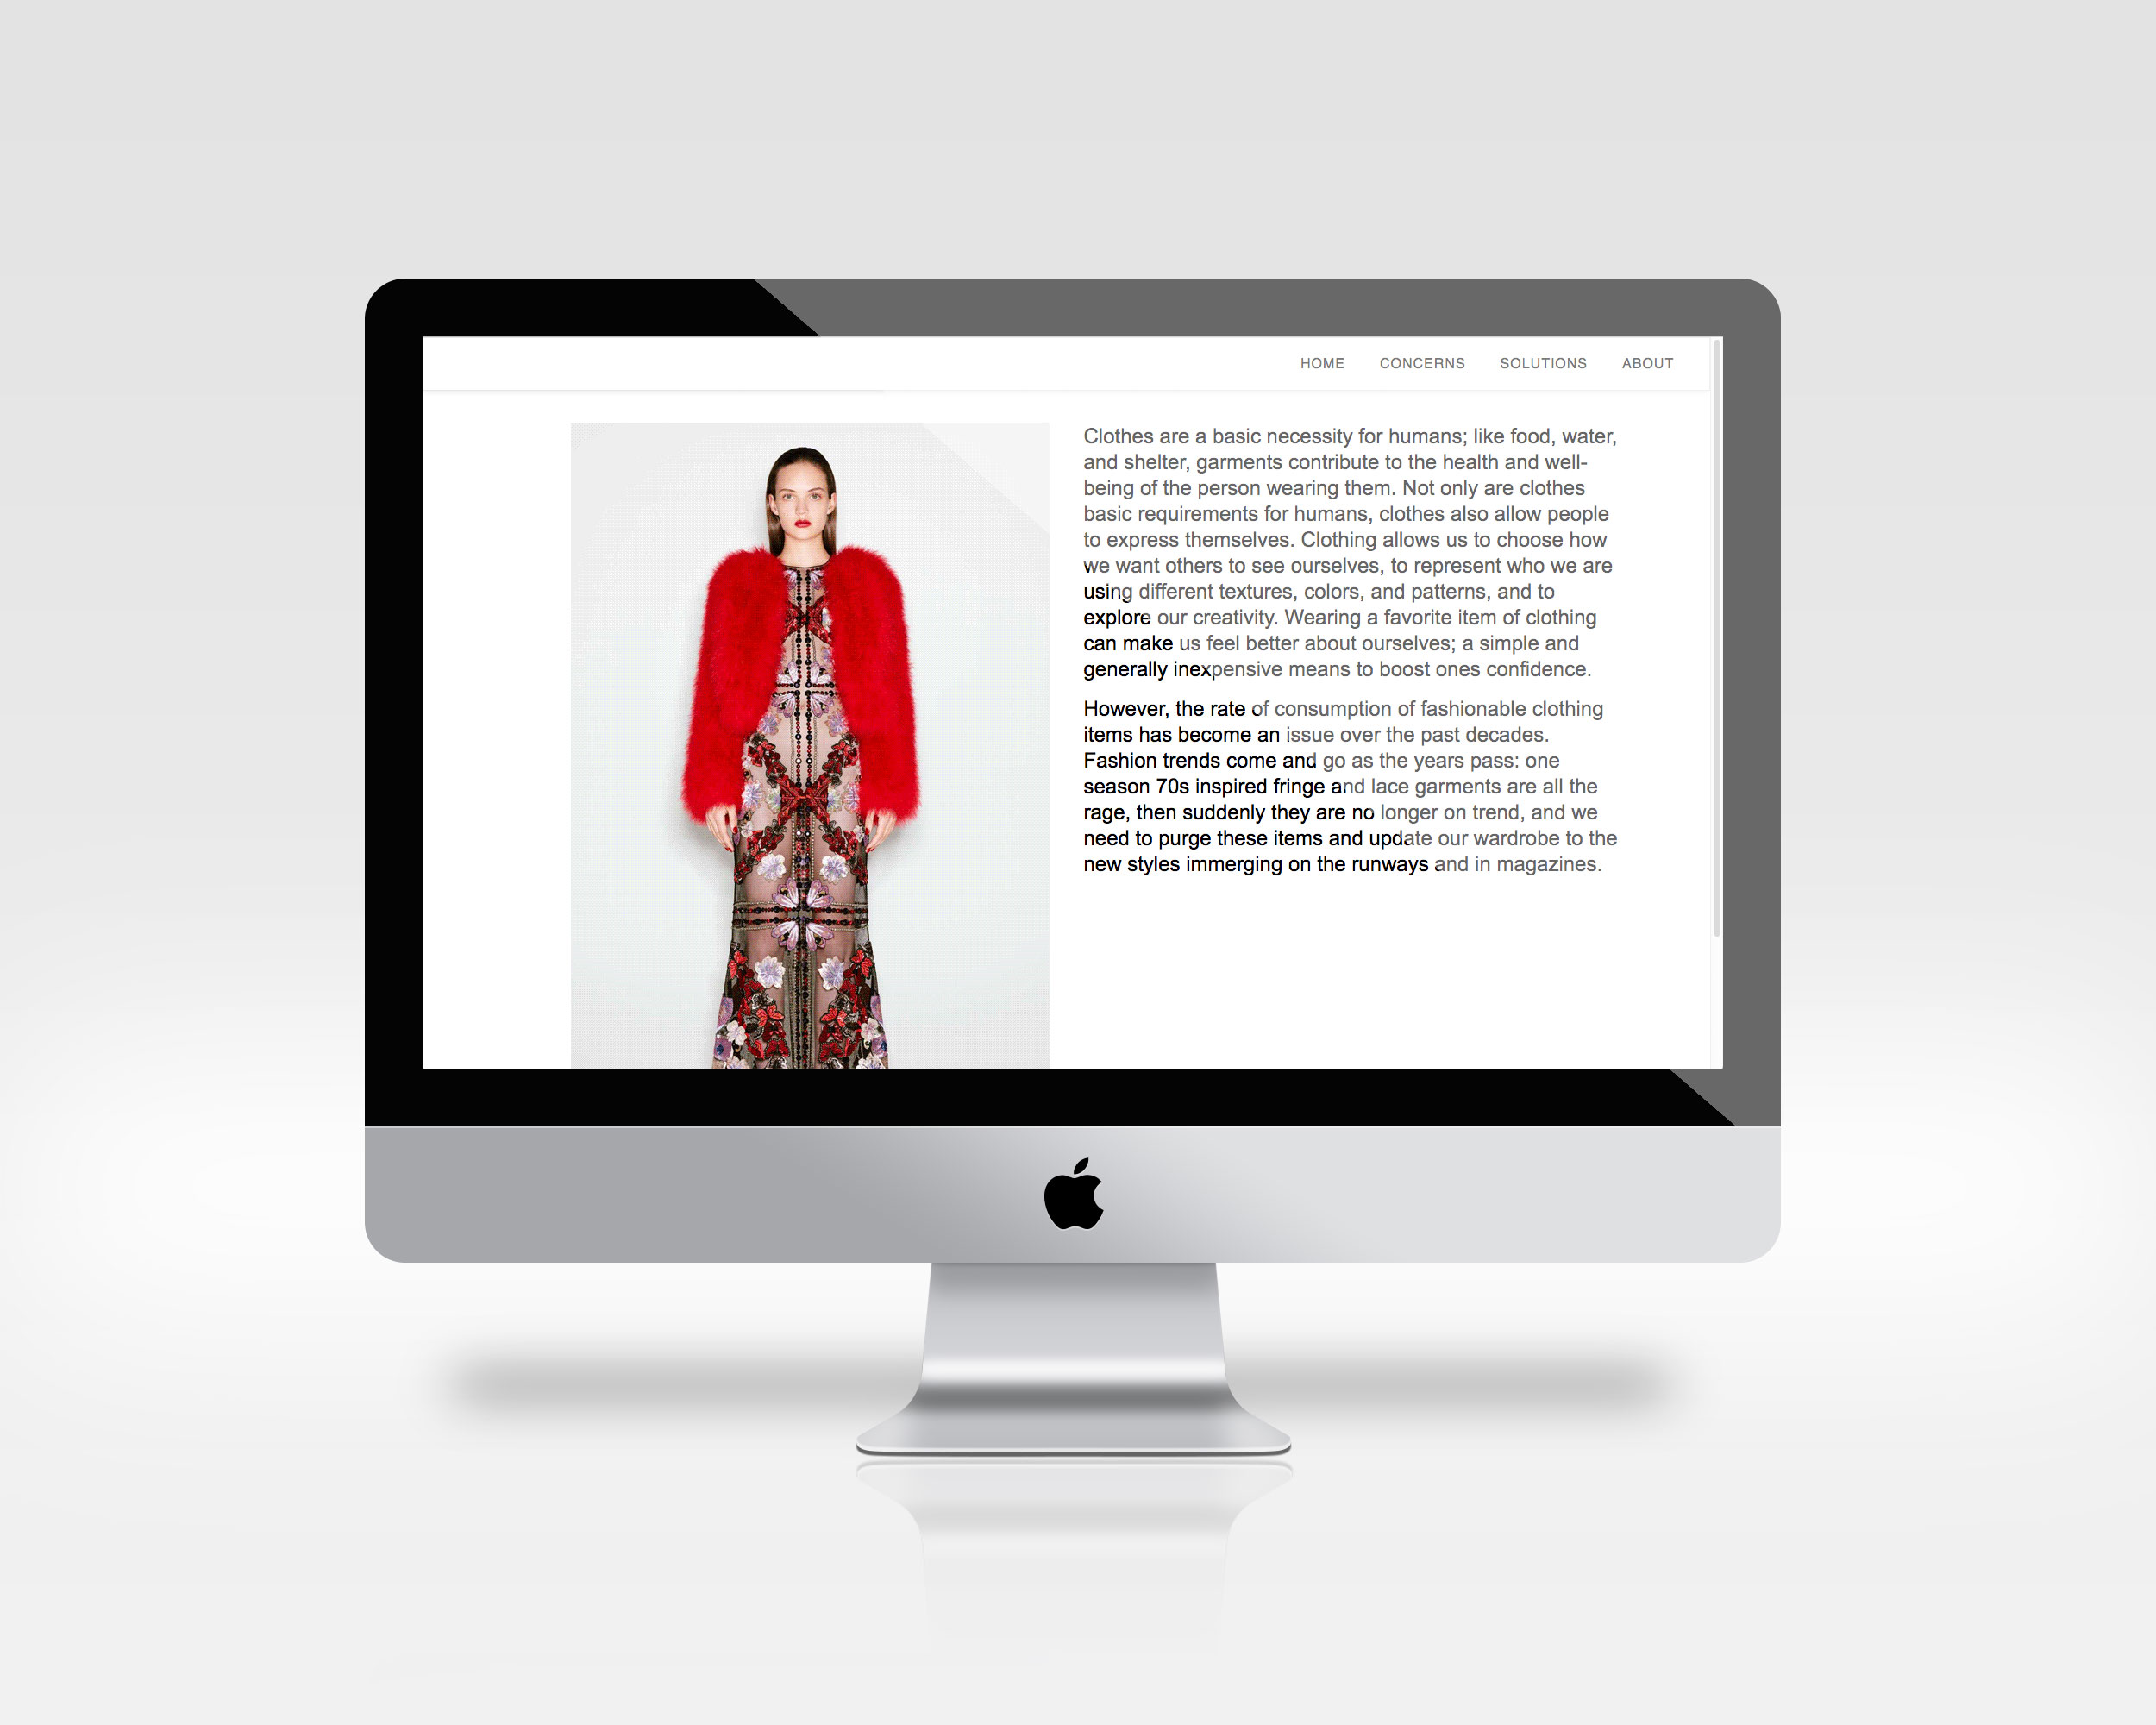 HOME CONCERNS SOLUTIONS ABOUT
Clothes are a basic necessity for humans; like food, water,
and shelter, garments contribute to the health and well-
being of the person wearing them. Not only are clothes
basic requirements for humans, clothes also allow people
to express themselves. Clothing allows us to choose how
we want others to see ourselves, to represent who we are
using different textures, colors, and patterns, and to
explore our creativity. Wearing a favorite item of clothing
can make us feel better about ourselves; a simple and
generally inexpensive means to boost ones confidence.
However, the rate of consumption of fashionable clothing
items has become an issue over the past decades.
Fashion trends come and go as the years pass: one
season 70s inspired fringe and lace garments are all the
rage, then suddenly they are no longer on trend, and we
need to purge these items and update our wardrobe to the
new styles immerging on the runways and in magazines.